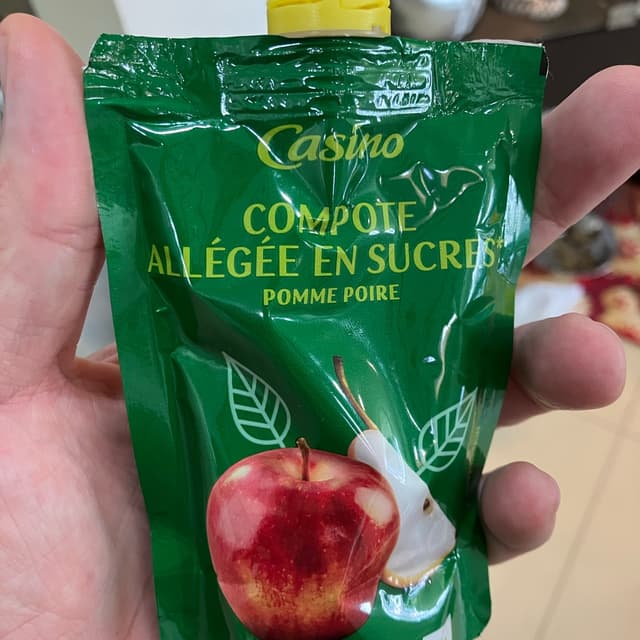 Casino
COMPOTE
ALLÉGÉE EN SUCRES*
POMME POIRE